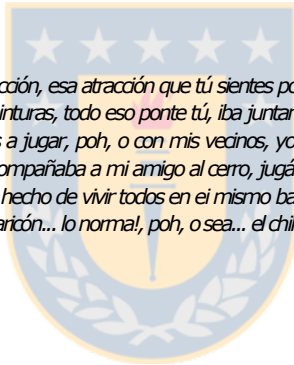 cción, esa atracción que tú sientes po
inturas, todo eso ponte tú, iba juntar
s a jugar, poh, o con mis vecinos, yo
compañaba a mi amigo al cerro, jugá
hecho de vivir todos en ei mismo ba
aricón... lo norma!, poh, o sea... el chi